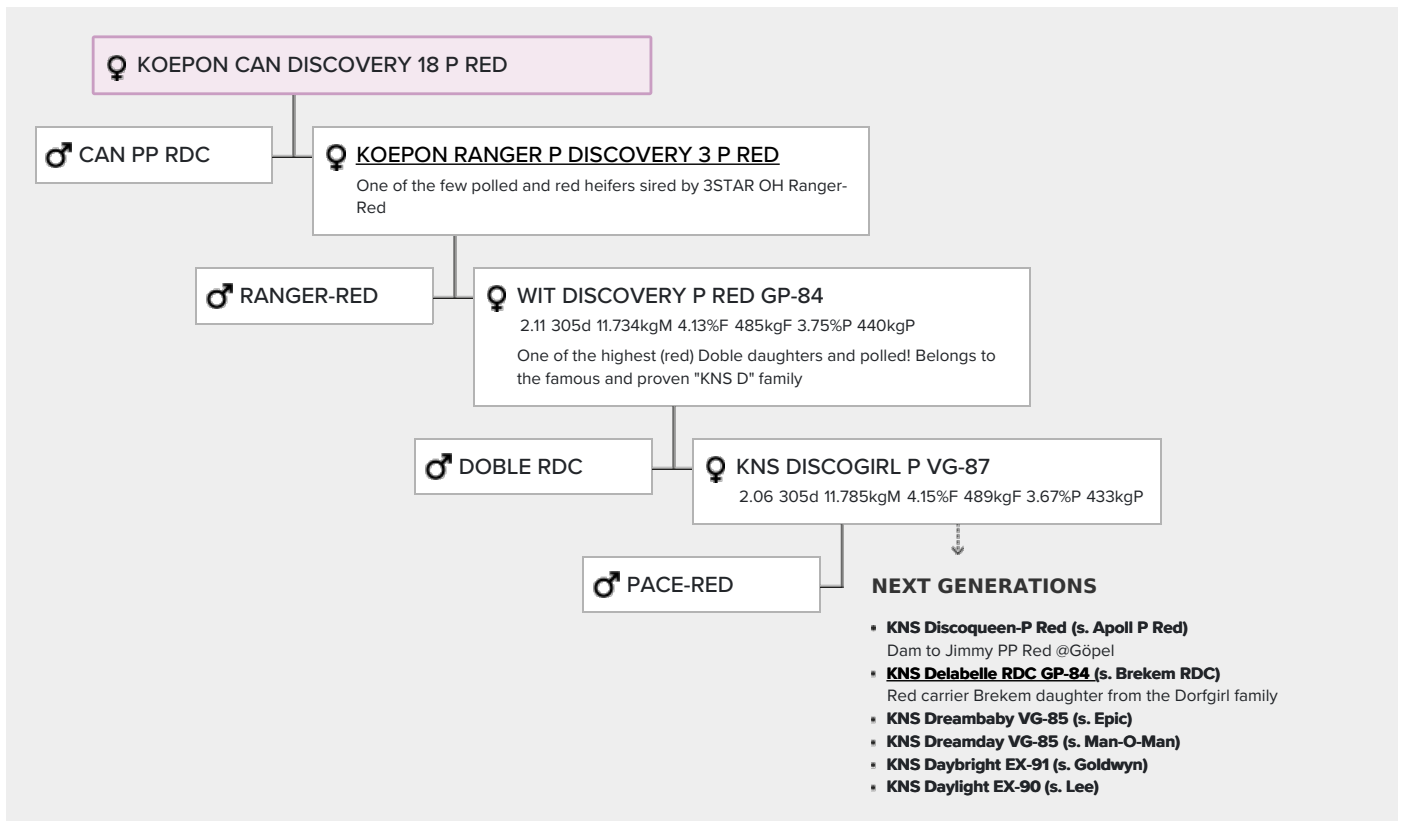 KOEPON CAN DISCOVERY 18 P RED
CAN PP RDC
KOEPON RANGER P DISCOVERY 3 P RED
One of the few polled and red heifers sired by 3STAR OH Ranger-
Red
RANGER-RED
WIT DISCOVERY P RED GP-84
2.11 305d 11.734kgM 4.13%F 485kgF 3.75%P 440kgP
One of the highest (red) Doble daughters and polled! Belongs to
the famous and proven "KNS D" family
DOBLE RDC
KNS DISCOGIRL P VG-87
2.06 305d 11.785kgM 4.15%F 489kgF 3.67%P 433kgP
PACE-RED
NEXT GENERATIONS
KNS Discoqueen-P Red (s. Apoll P Red)
Dam to Jimmy PP Red @Göpel
KNS Delabelle RDC GP-84 (s. Brekem RDC)
Red carrier Brekem daughter from the Dorfgirl family
KNS Dreambaby VG-85 (s. Epic)
KNS Dreamday VG-85 (s. Man-O-Man)
KNS Daybright EX-91 (s. Goldwyn)
KNS Daylight EX-90 (s. Lee)